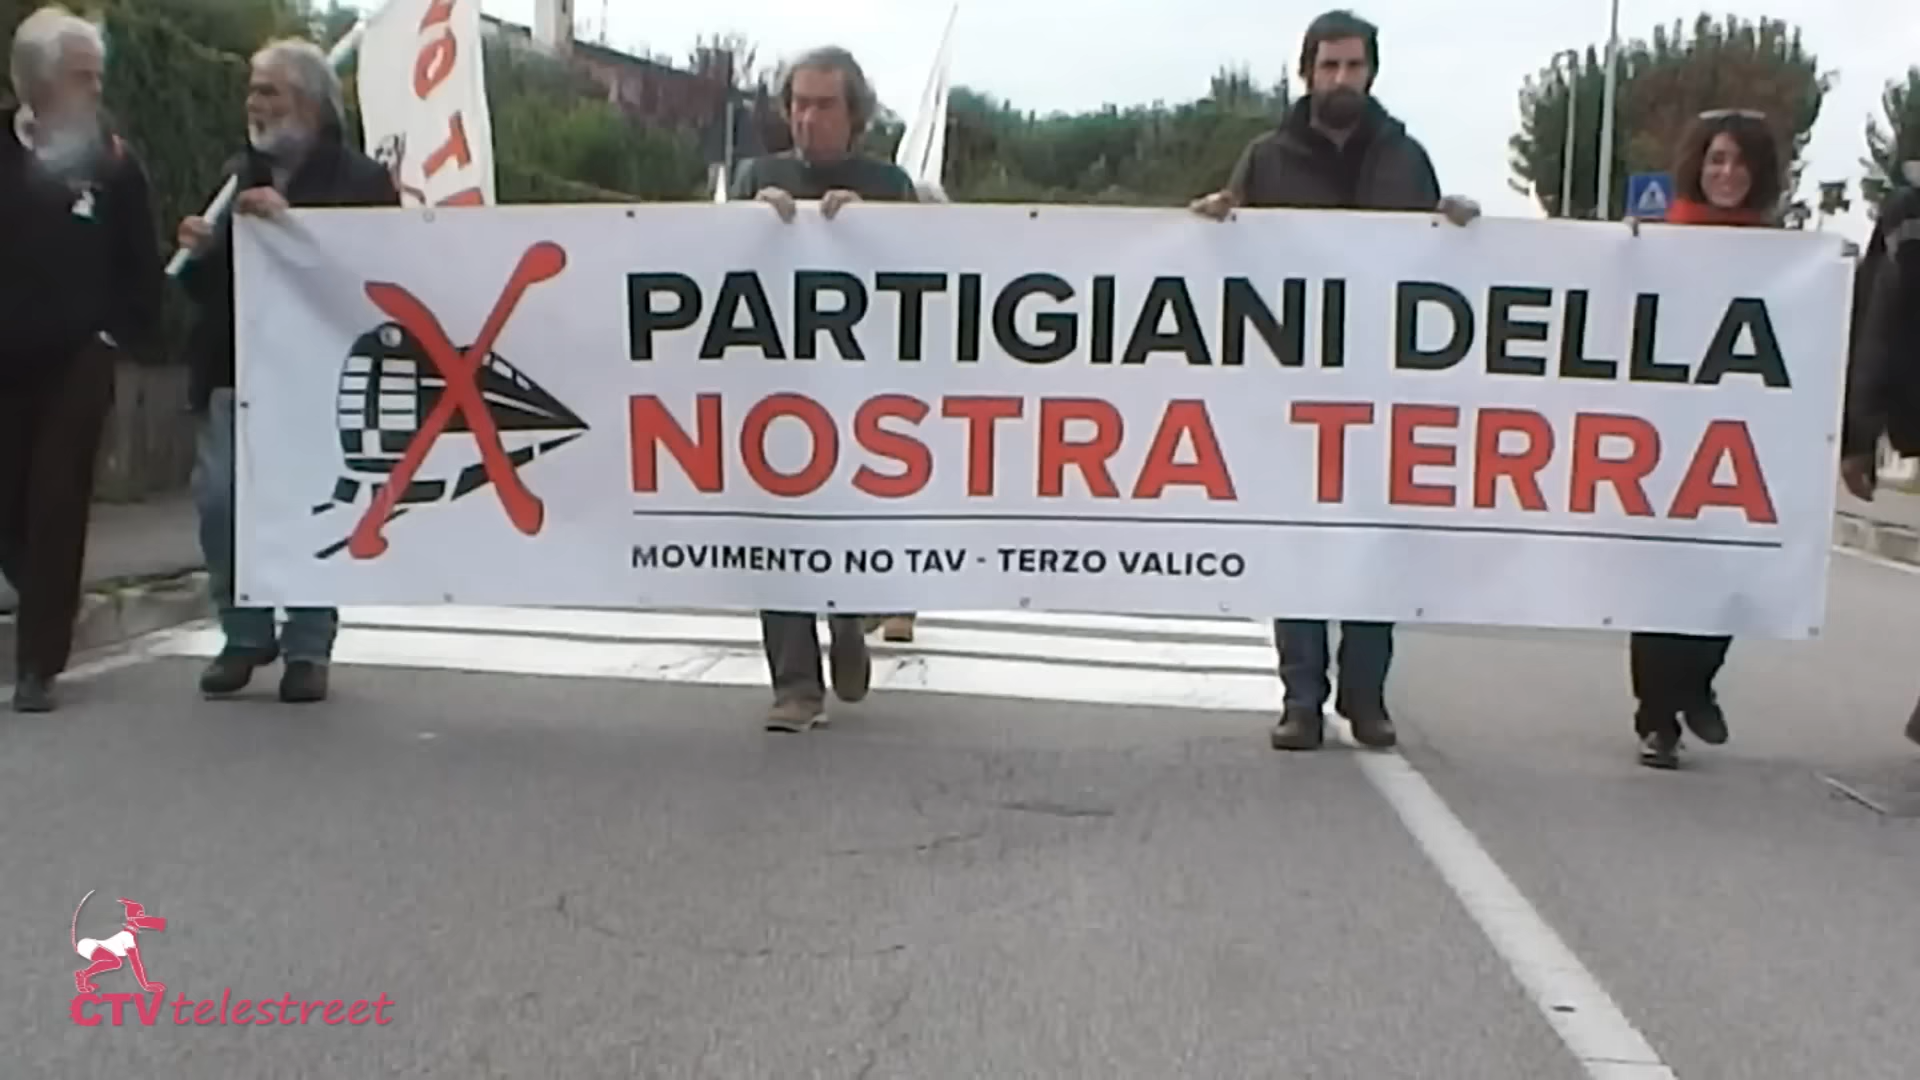 PARTIGIANI DELLA
NOSTRA TERRA
MOVIMENTO NO TAV - TERZO VALICO
CTV telestreet